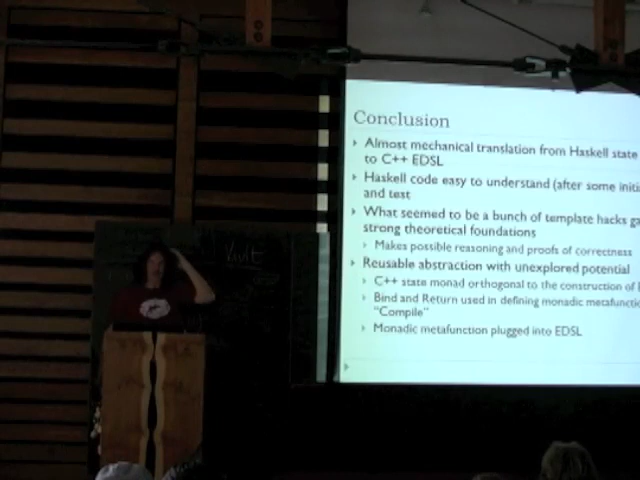 Conclusion
Almost mechanical translation from Haskell state
to C++ EDSL
Haskell code easy to understand (after some initi
and test
What seemed to be a bunch of template hacks ga
strong theoretical foundations
Makes possible reasoning and proofs of correctness
Reusable abstraction with unexplored potential
C++ state monad orthogonal to the construction of
Bind and Return used in defining monadic metafuncti
"Compile"
Monadic metafunction plugged into EDSL